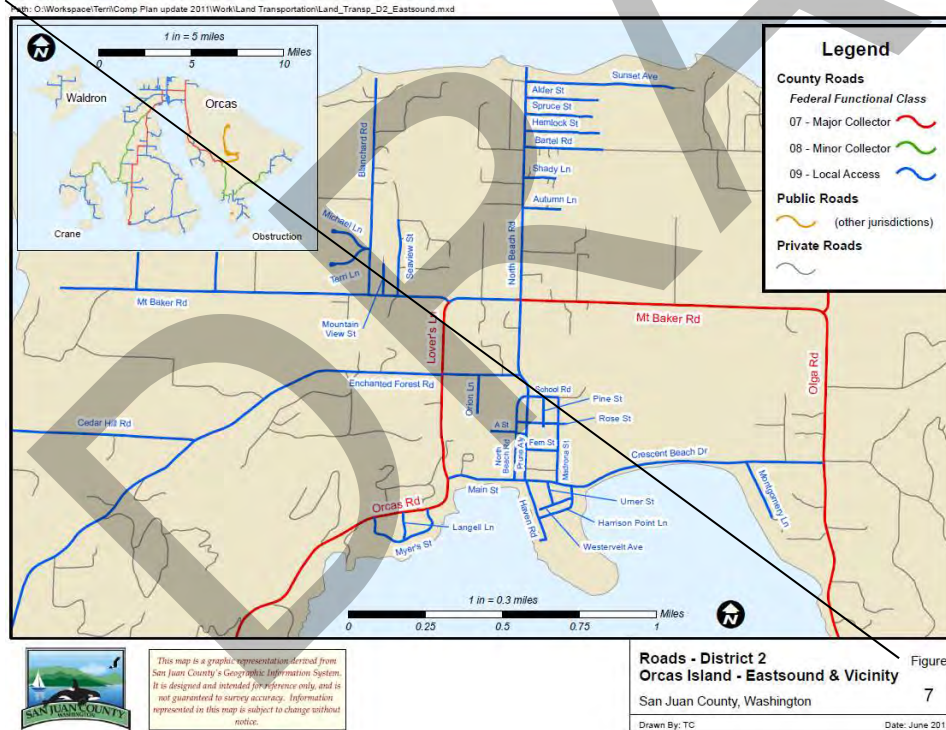 Path: O:\Workspace\Terri\Comp Plan update 2011\Work\Land Transportation\Land_Transp_D2_Eastsound.mxd
1 in = 5 miles
N
Miles
0 5 10
Waldron
Orcas
Crane
Obstruction
Legend
County Roads
Federal Functional Class
07 - Major Collector
08 - Minor Collector
09 - Local Access
Public Roads
(other jurisdictions)
Private Roads
DRA
Sunset Ave
Alder St
Spruce St
Hemlock St
Bartel Rd
Shady Ln
Autumn Ln
Blanchard Rd
North Beach Rd
Michael Ln
Terri Ln
Seaview St
Mt Baker Rd
Mountain
View St
Lover's Ln
Mt Baker Rd
Olga Rd
Enchanted Forest Rd
Orion Ln
School Rd
Pine St
Rose St
A St
Fern St
North
Beach Rd
Prune Aly
Madrona St
Cedar Hill Rd
Crescent Beach Dr
Main St
Haven Rd
Urner St
Harrison Point Ln
Westervelt Ave
Montgomery Ln
Orcas Rd
Langell Ln
Myer's St
1 in = 0.3 miles
Miles
0 0.25 0.5 0.75 1
N
SAN JUAN COUNTY
WASHINGTON
This map is a graphic representation derived from
San Juan County's Geographic Information System.
It is designed and intended for reference only, and is
not guaranteed to survey accuracy. Information
represented in this map is subject to change without
notice.
Roads - District 2
Orcas Island - Eastsound & Vicinity
San Juan County, Washington
Figure
7
Drawn By: TC
Date: June 201